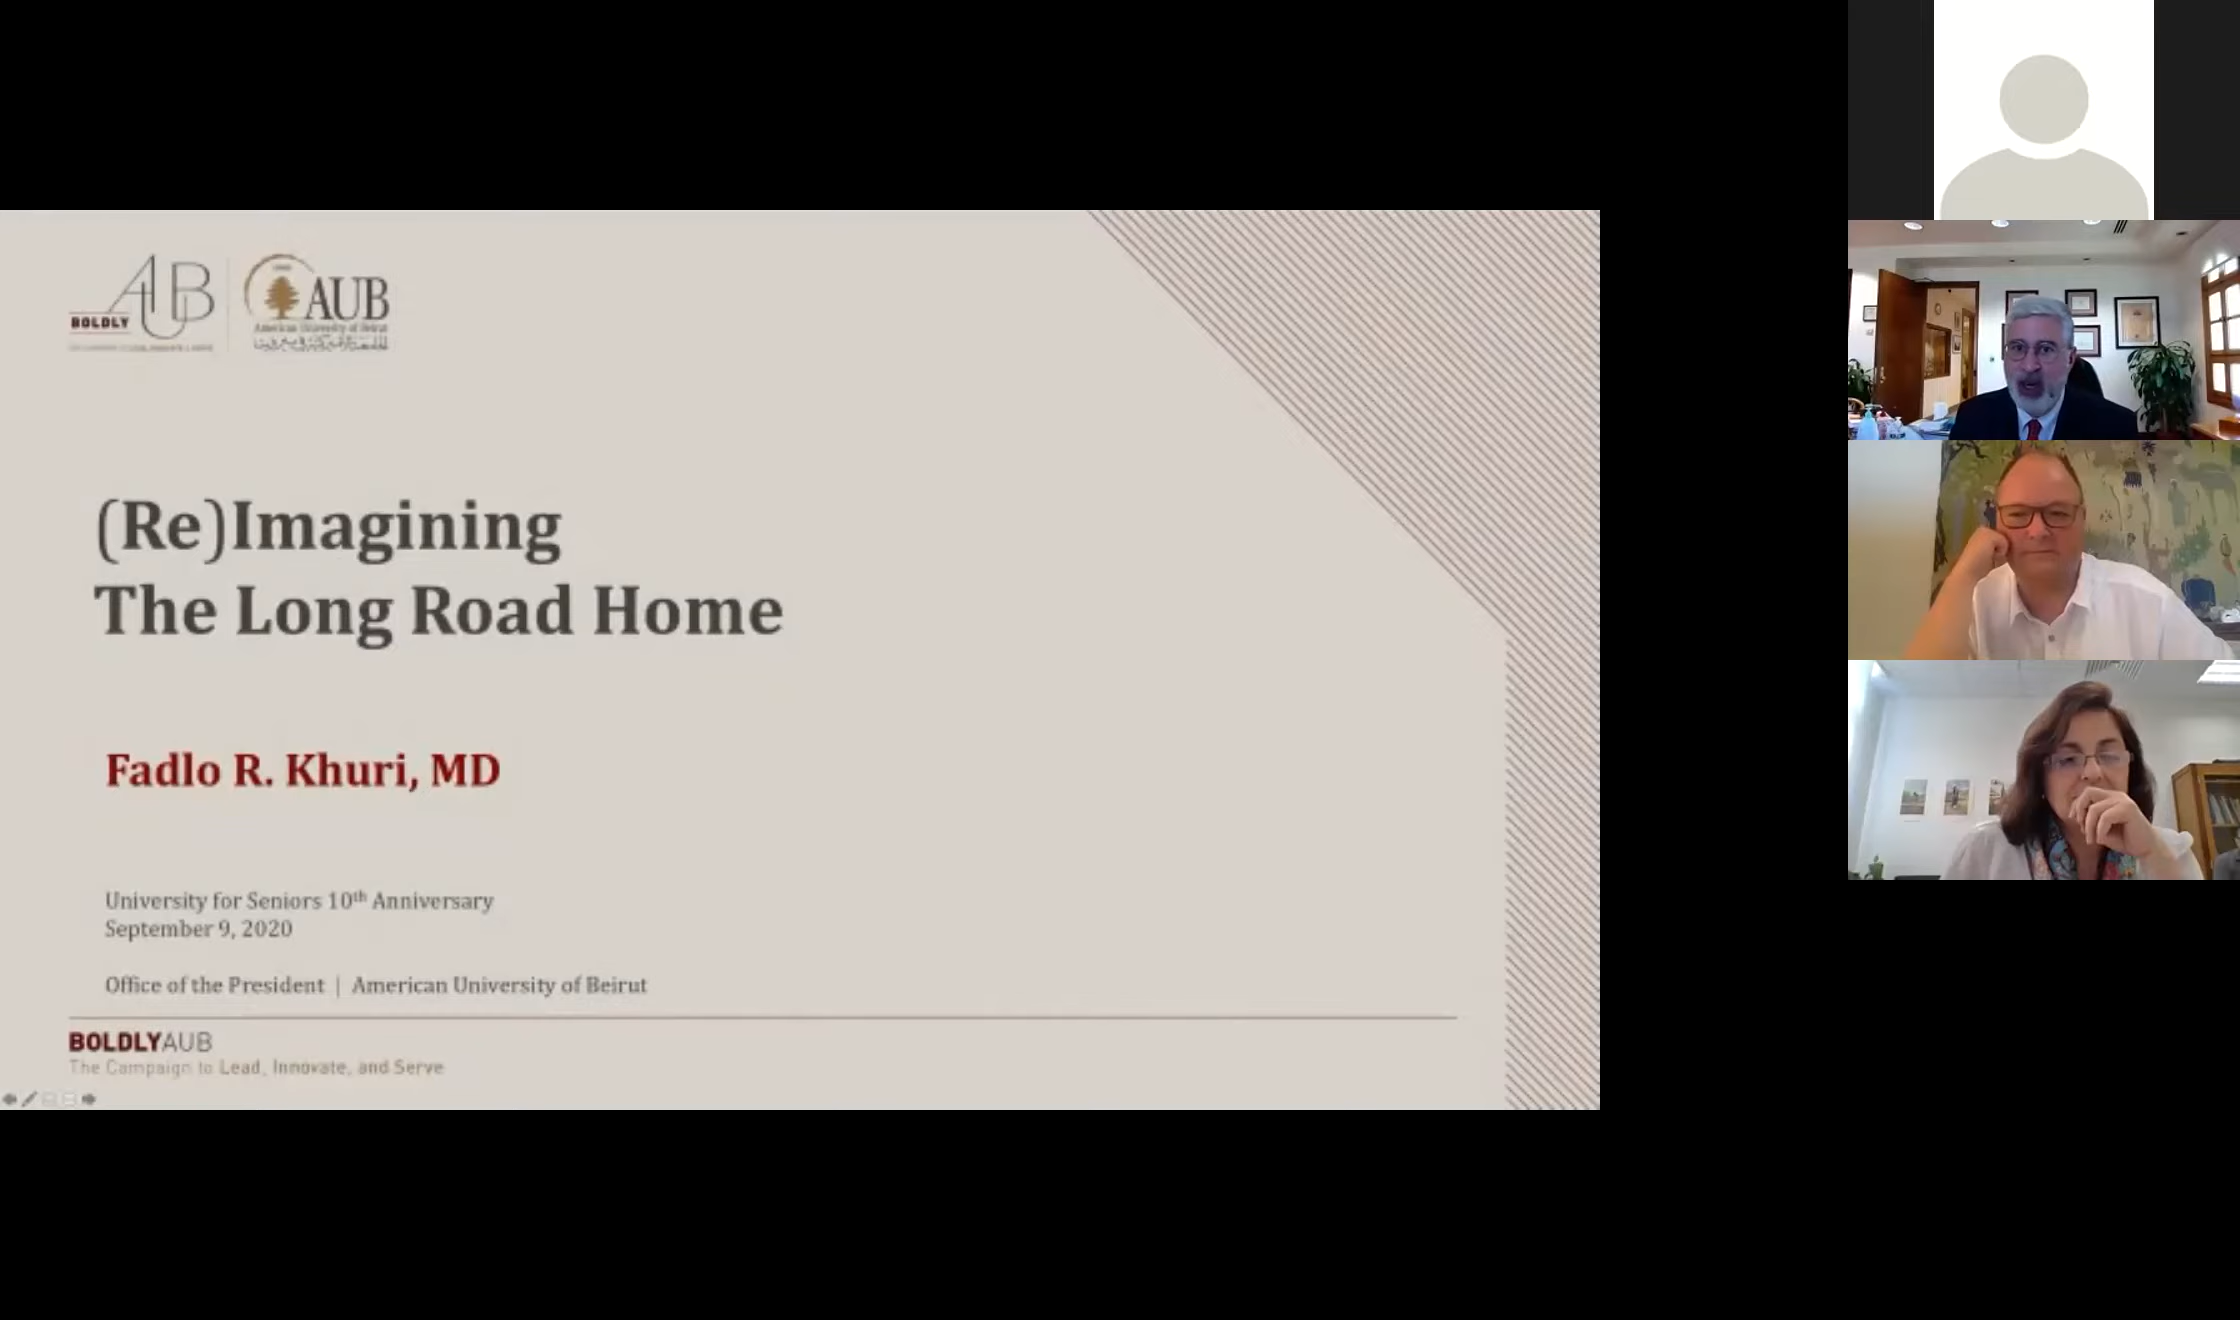 AUB
BOLDLY
AUB
American University of Beirut
(Re)Imagining
The Long Road Home
Fadlo R. Khuri, MD
University for Seniors 10th Anniversary
September 9, 2020
Office of the President | American University of Beirut
BOLDLYAUB
The Campaign to Lead, Innovate, and Serve